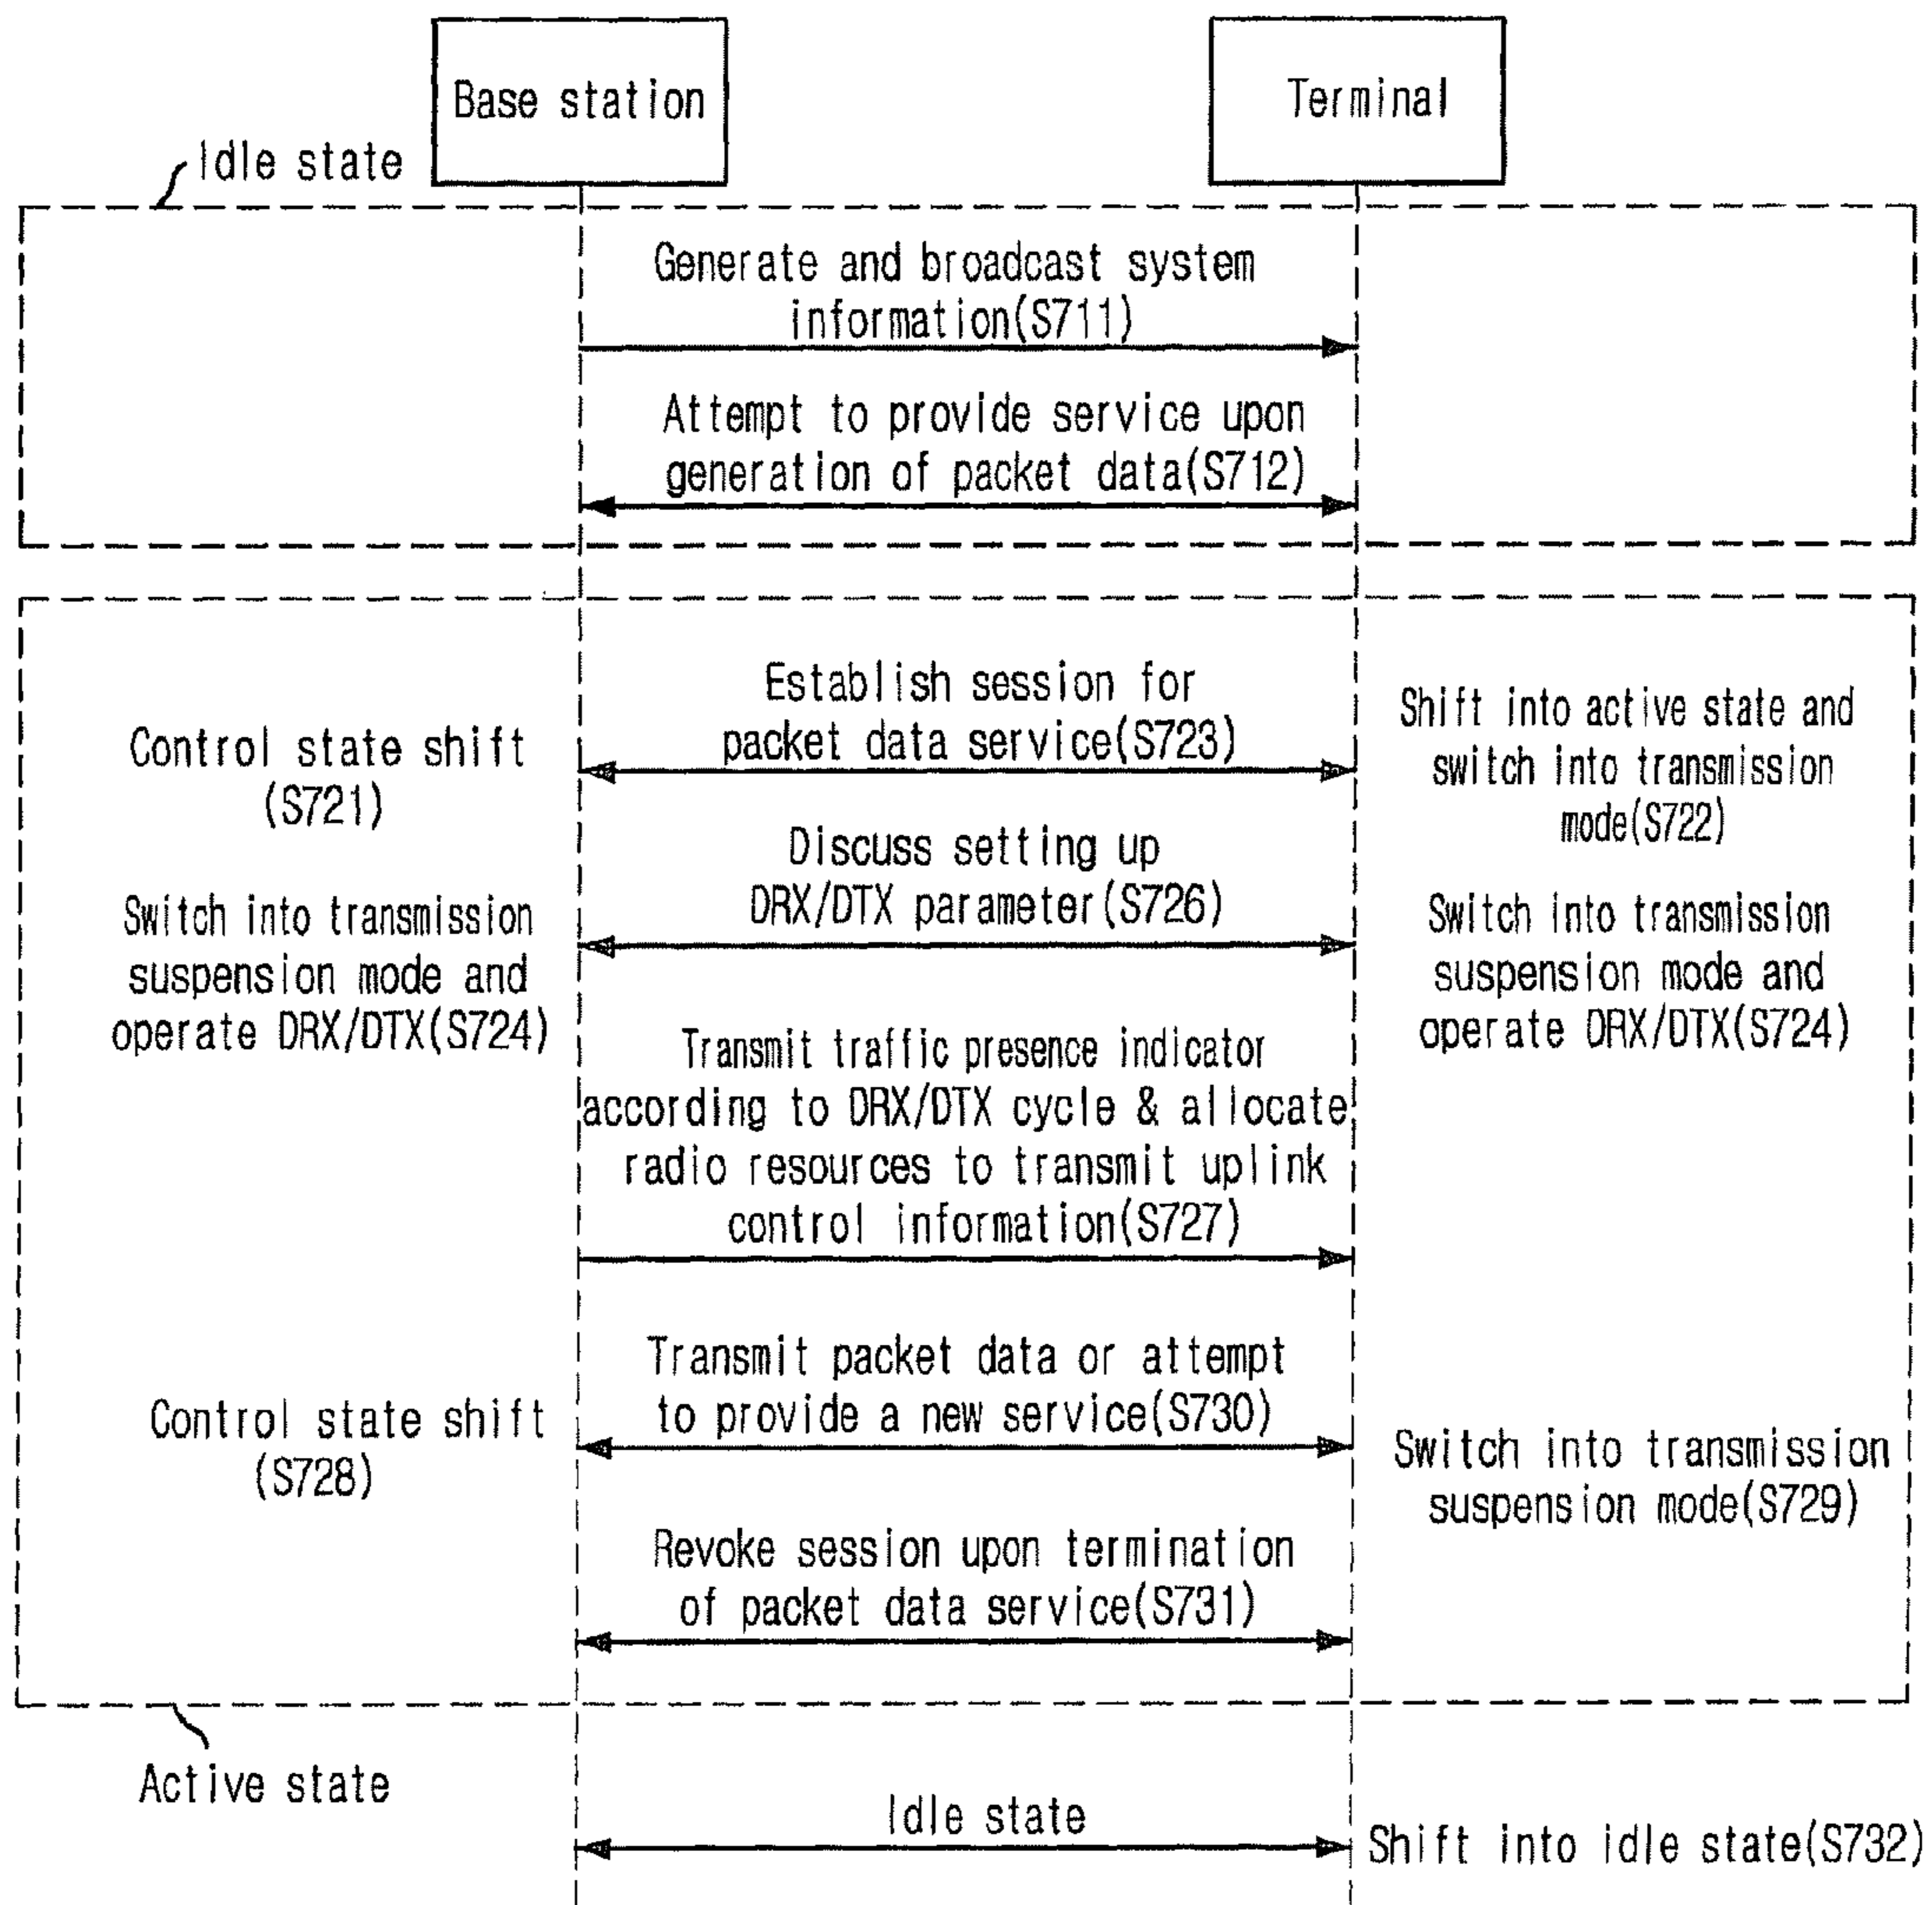 Base station
Terminal
Idle state
Generate and broadcast system
information(S711)
Attempt to provide service upon
generation of packet data(S712)
Establish session for
packet data service(S723)
Control state shift
(S721)
Shift into active state and
switch into transmission
mode(S722)
Discuss setting up
DRX/DTX parameter(S726)
Switch into transmission
suspension mode and
operate DRX/DTX(S724)
Switch into transmission
suspension mode and
operate DRX/DTX(S724)
Transmit traffic presence indicator
according to DRX/DTX cycle & allocate
radio resources to transmit uplink
control information(S727)
Transmit packet data or attempt
to provide a new service(S730)
Control state shift
(S728)
Switch into transmission
suspension mode(S729)
Revoke session upon termination
of packet data service(S731)
Active state
Idle state
Shift into idle state(S732)